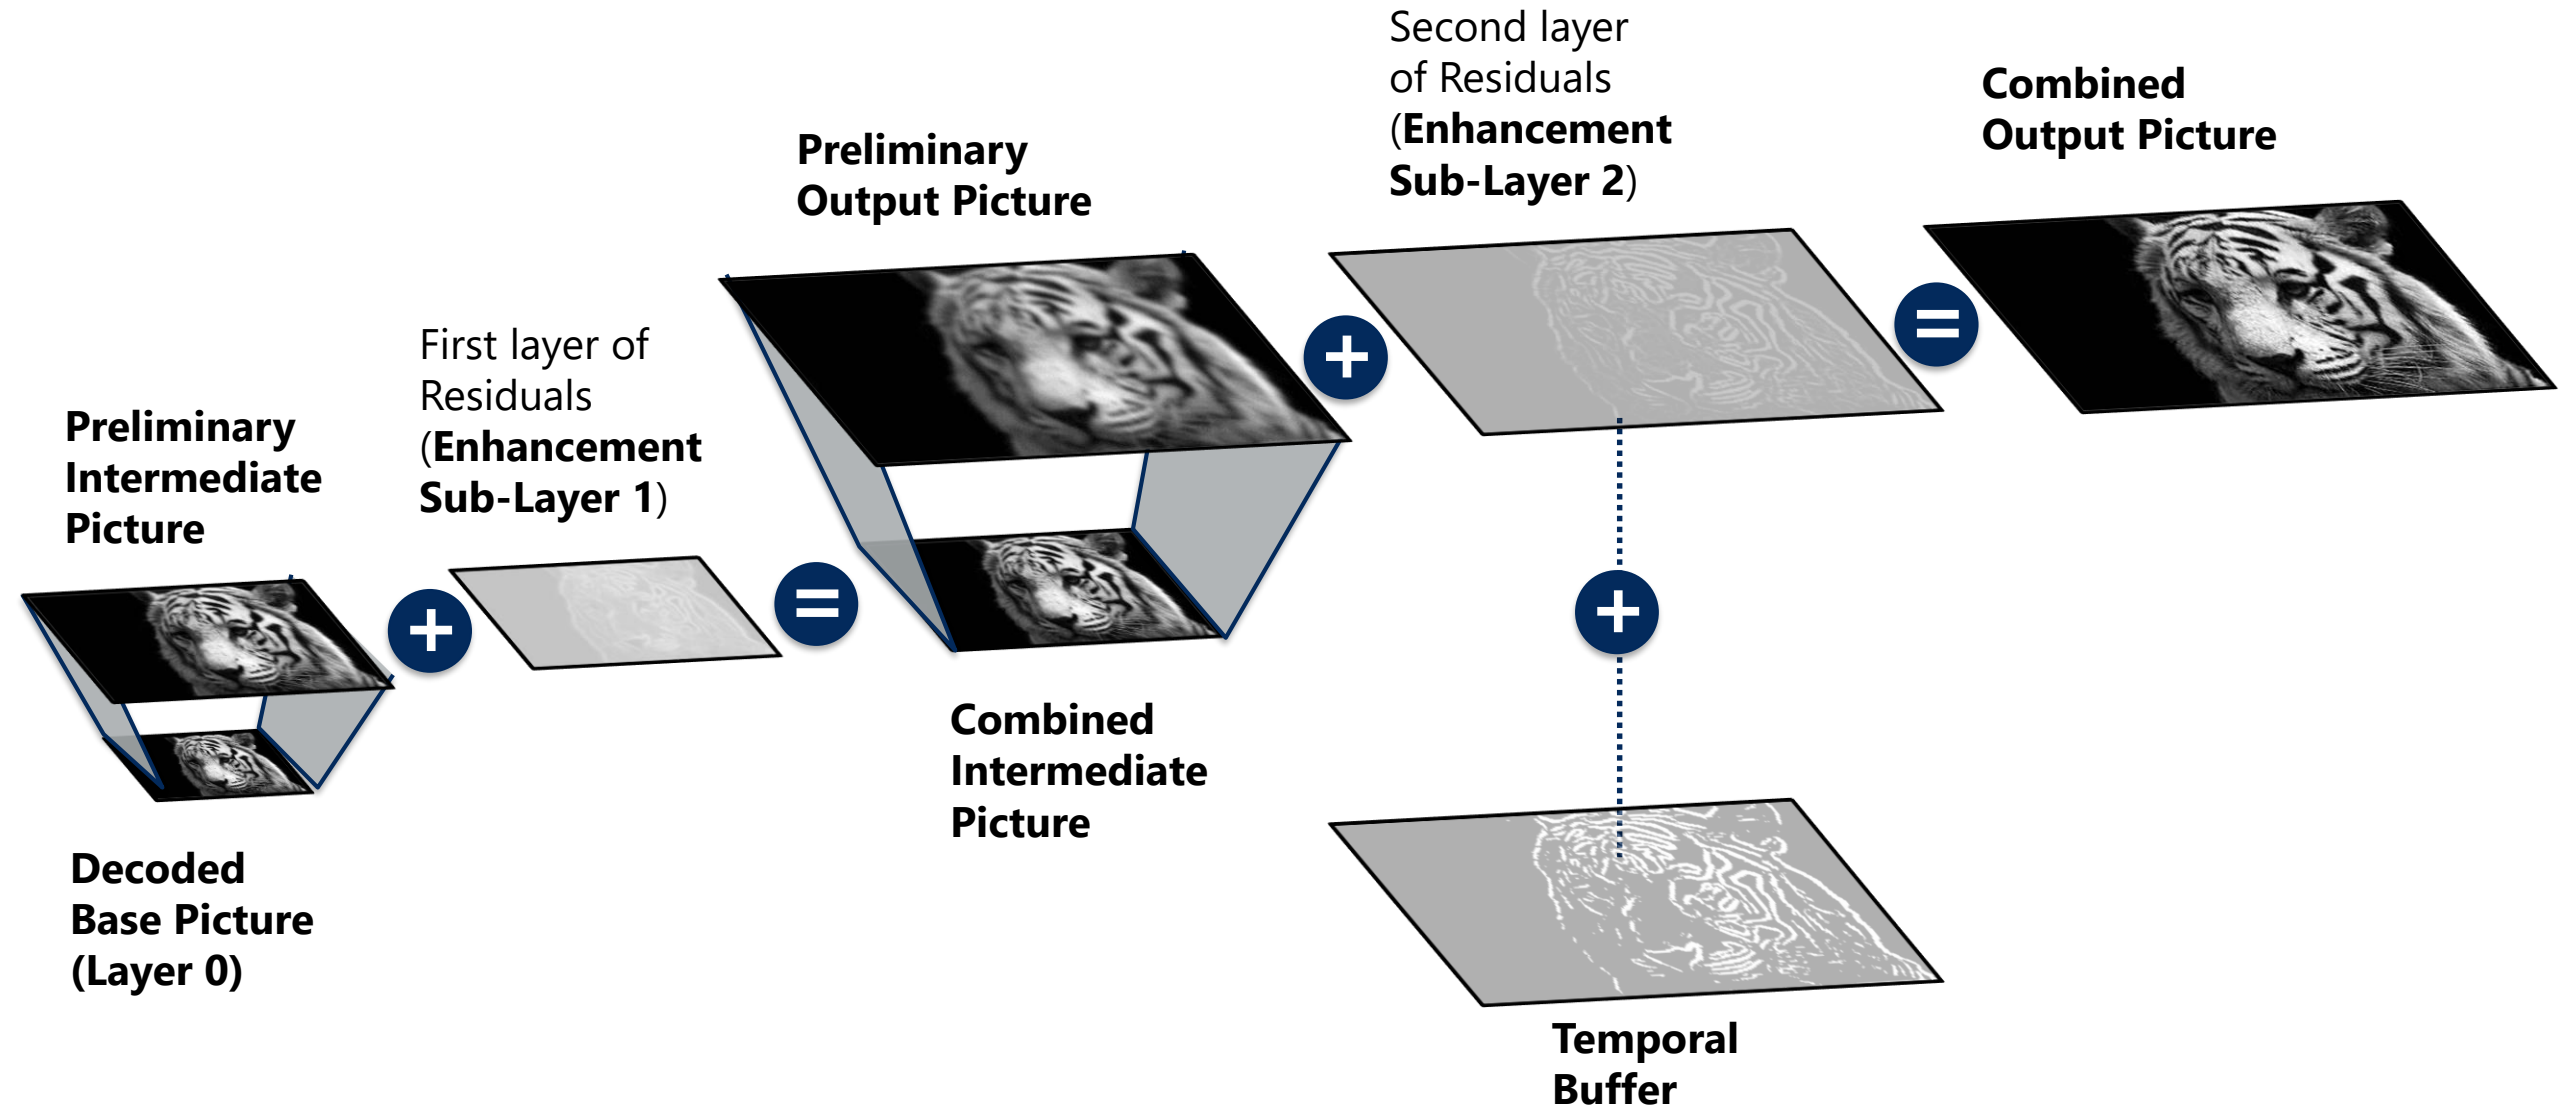 Preliminary
Intermediate
Picture
Decoded
Base Picture
(Layer 0)
+
First layer of
Residuals
(Enhancement
Sub-Layer 1)
=
Preliminary
Output Picture
Combined
Intermediate
Picture
+
Second layer
of Residuals
(Enhancement
Sub-Layer 2)
+
Temporal
Buffer
=
Combined
Output Picture